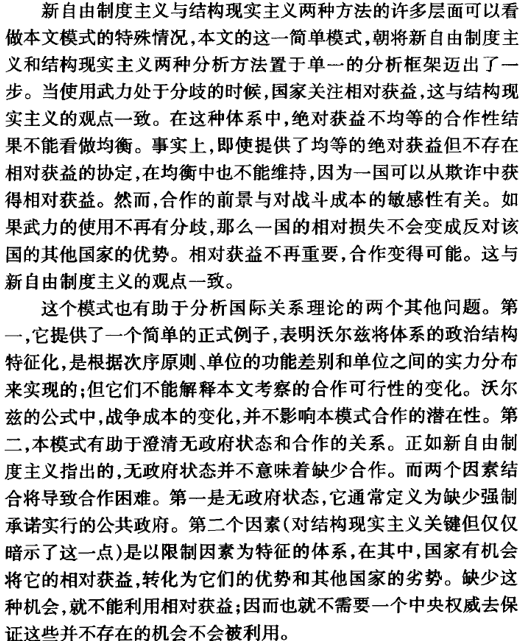 新自由制度主义与结构现实主义两种方法的许多层面可以看
做本文模式的特殊情况,本文的这一简单模式,朝将新自由制度主
义和结构现实主义两种分析方法置于单一的分析框架迈出了一
步。当使用武力处于分歧的时候,国家关注相对获益,这与结构现
实主义的观点一致。在这种体系中,绝对获益不均等的合作性结
果不能看做均衡。事实上,即使提供了均等的绝对获益但不存在
相对获益的协定,在均衡中也不能维持,因为一国可以从欺诈中获
得相对获益。然而,合作的前景与对战斗成本的敏感性有关。如
果武力的使用不再有分歧,那么一国的相对损失不会变成反对该
国的其他国家的优势。相对获益不再重要,合作变得可能。这与
新自由制度主义的观点一致。
这个模式也有助于分析国际关系理论的两个其他问题。第
一,它提供了一个简单的正式例子,表明沃尔兹将体系的政治结构
特征化,是根据次序原则、单位的功能差别和单位之间的实力分布
来实现的;但它们不能解释本文考察的合作可行性的变化。沃尔
兹的公式中,战争成本的变化,并不影响本模式合作的潜在性。第
二,本模式有助于澄清无政府状态和合作的关系。正如新自由制
度主义指出的,无政府状态并不意味着缺少合作。而两个因素结
合将导致合作困难。第一是无政府状态,它通常定义为缺少强制
承诺实行的公共政府。第二个因素(对结构现实主义关键但仅仅
暗示了这一点)是以限制因素为特征的体系,在其中,国家有机会
将它的相对获益,转化为它们的优势和其他国家的劣势。缺少这
种机会,就不能利用相对获益;因而也就不需要一个中央权威去保
证这些并不存在的机会不会被利用。